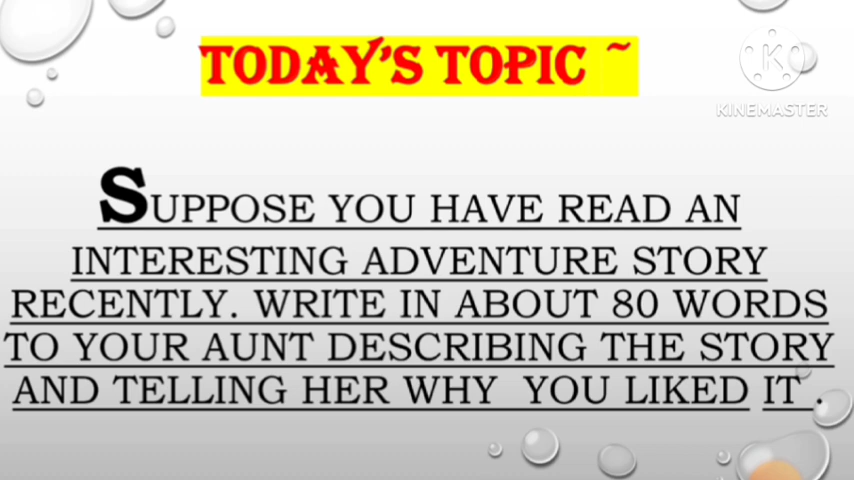 TODAY'S TOPIC ~
KINEMASTER
SUPPOSE YOU HAVE READ AN
INTERESTING ADVENTURE STORY
RECENTLY. WRITE IN ABOUT 80 WORDS
TO YOUR AUNT DESCRIBING THE STORY
AND TELLING HER WHY YOU LIKED IT .